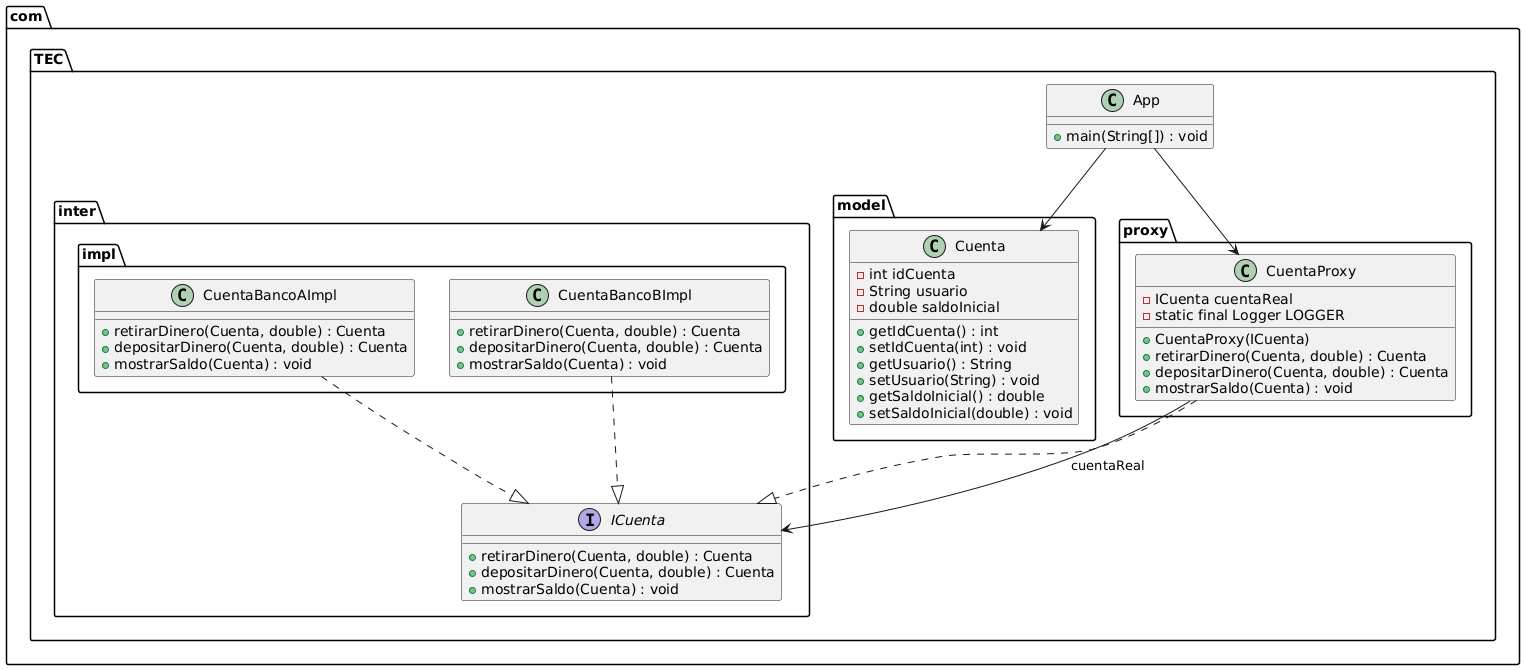 com
TEC
C App
main(String[]) : void
inter
model
proxy
impl
C Cuenta
int idCuenta
String usuario
double saldoInicial
getIdCuenta() : int
setIdCuenta(int) : void
getUsuario() : String
setUsuario(String) : void
getSaldoInicial() : double
setSaldoInicial(double) : void
C CuentaProxy
ICuenta cuentaReal
static final Logger LOGGER
CuentaProxy(ICuenta)
retirarDinero(Cuenta, double) : Cuenta
depositarDinero(Cuenta, double) : Cuenta
mostrarSaldo(Cuenta) : void
C CuentaBancoAImpl
retirarDinero(Cuenta, double) : Cuenta
depositarDinero(Cuenta, double) : Cuenta
mostrarSaldo(Cuenta) : void
C CuentaBancoBImpl
retirarDinero(Cuenta, double) : Cuenta
depositarDinero(Cuenta, double) : Cuenta
mostrarSaldo(Cuenta) : void
cuentaReal
I ICuenta
retirarDinero(Cuenta, double) : Cuenta
depositarDinero(Cuenta, double) : Cuenta
mostrarSaldo(Cuenta) : void